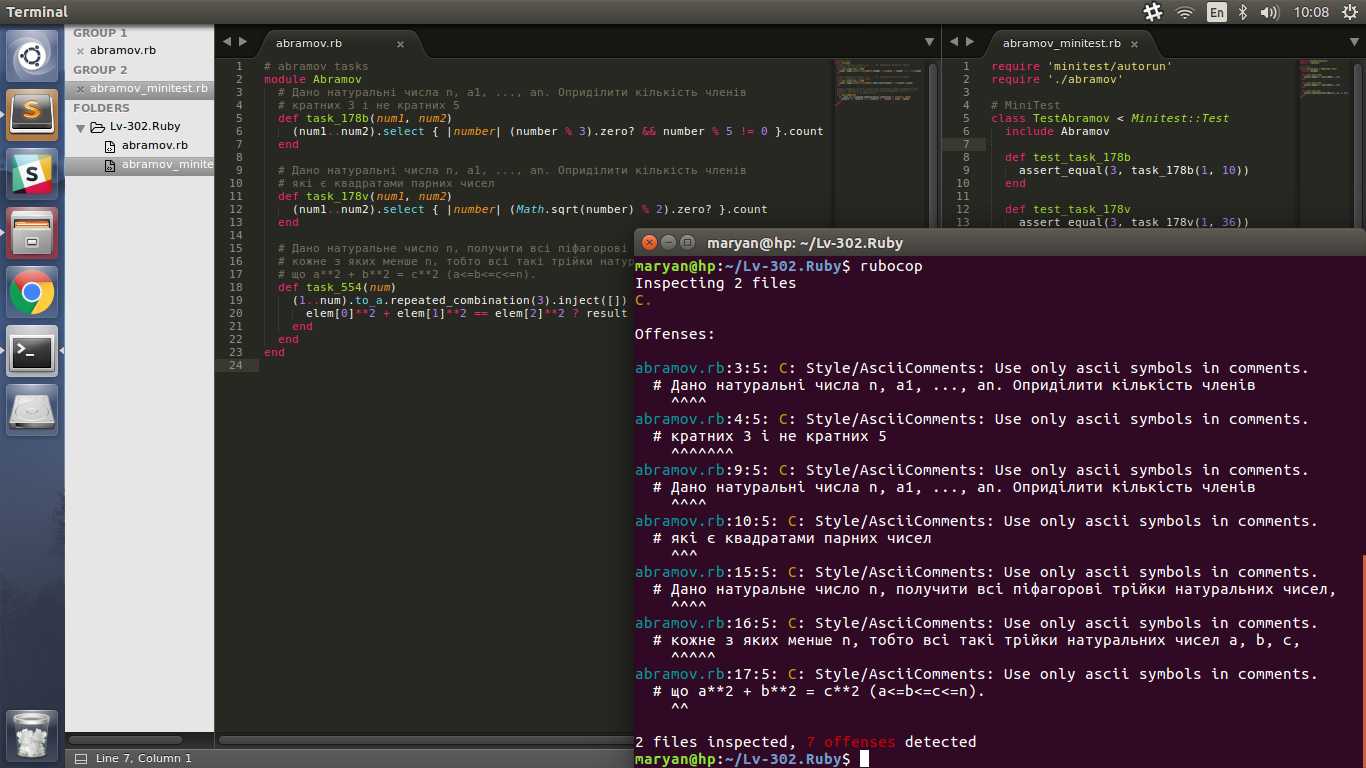 Terminal
En
10:08
GROUP 1
abramov.rb
GROUP 2
abramov_minitest.rb
FOLDERS
Lv-302.Ruby
abramov.rb
abramov_minite
abramov.rb
1 # abramov tasks
2 module Abramov
3 # Дано натуральні числа n, a1, ..., an. Оприділити кількість членів
4 # кратних 3 і не кратних 5
5 def task_178b(num1, num2)
6 (num1..num2).select { |number| (number % 3).zero? && number % 5 != 0 }.count
7 end
8
9 # Дано натуральні числа n, a1, ..., an. Оприділити кількість членів
10 # які є квадратами парних чисел
11 def task_178v(num1, num2)
12 (num1..num2).select { |number| (Math.sqrt(number) % 2).zero? }.count
13 end
14
15 # Дано натуральне число n, получити всі піфагорові
16 # кожне з яких менше n, тобто всі такі трійки натур
17 # що a**2 + b**2 = c**2 (a<=b<=c<=n).
18 def task_554(num)
19 (1..num).to_a.repeated_combination(3).inject([])
20 elem[0]**2 + elem[1]**2 == elem[2]**2 ? result
21 end
22 end
23 end
24
abramov_minitest.rb
1 require 'minitest/autorun'
2 require './abramov'
3
4 # MiniTest
5 class TestAbramov < Minitest::Test
6 include Abramov
7
8 def test_task_178b
9 assert_equal(3, task_178b(1, 10))
10 end
11
12 def test_task_178v
13 assert_equal(3, task_178v(1, 36))
maryan@hp: ~/Lv-302.Ruby
maryan@hp:~/Lv-302.Ruby$ rubocop
Inspecting 2 files
C.
Offenses:
abramov.rb:3:5: C: Style/AsciiComments: Use only ascii symbols in comments.
# Дано натуральні числа n, a1, ..., an. Оприділити кількість членів
^^^^
abramov.rb:4:5: C: Style/AsciiComments: Use only ascii symbols in comments.
# кратних 3 і не кратних 5
^^^^^^^
abramov.rb:9:5: C: Style/AsciiComments: Use only ascii symbols in comments.
# Дано натуральні числа n, a1, ..., an. Оприділити кількість членів
^^^^
abramov.rb:10:5: C: Style/AsciiComments: Use only ascii symbols in comments.
# які є квадратами парних чисел
^^^
abramov.rb:15:5: C: Style/AsciiComments: Use only ascii symbols in comments.
# Дано натуральне число n, получити всі піфагорові трійки натуральних чисел,
^^^^
abramov.rb:16:5: C: Style/AsciiComments: Use only ascii symbols in comments.
# кожне з яких менше n, тобто всі такі трійки натуральних чисел a, b, c,
^^^^^
abramov.rb:17:5: C: Style/AsciiComments: Use only ascii symbols in comments.
# що a**2 + b**2 = c**2 (a<=b<=c<=n).
^^
2 files inspected, 7 offenses detected
maryan@hp:~/Lv-302.Ruby$
Line 7, Column 1